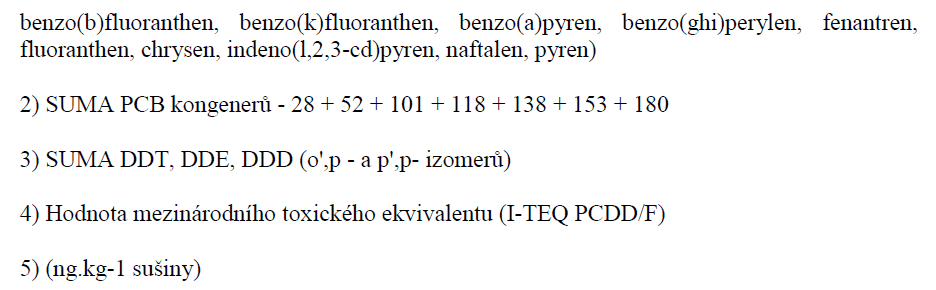 benzo(b)fluoranthen, benzo(k)fluoranthen, benzo(a)pyren, benzo(ghi)perylen, fenantren,
fluoranthen, chrysen, indeno(l,2,3-cd)pyren, naftalen, pyren)
2) SUMA PCB kongenerů - 28 + 52 + 101 + 118 + 138 + 153 + 180
3) SUMA DDT, DDE, DDD (o',p - a p',p- izomerů)
4) Hodnota mezinárodního toxického ekvivalentu (I-TEQ PCDD/F)
5) (ng.kg-1 sušiny)